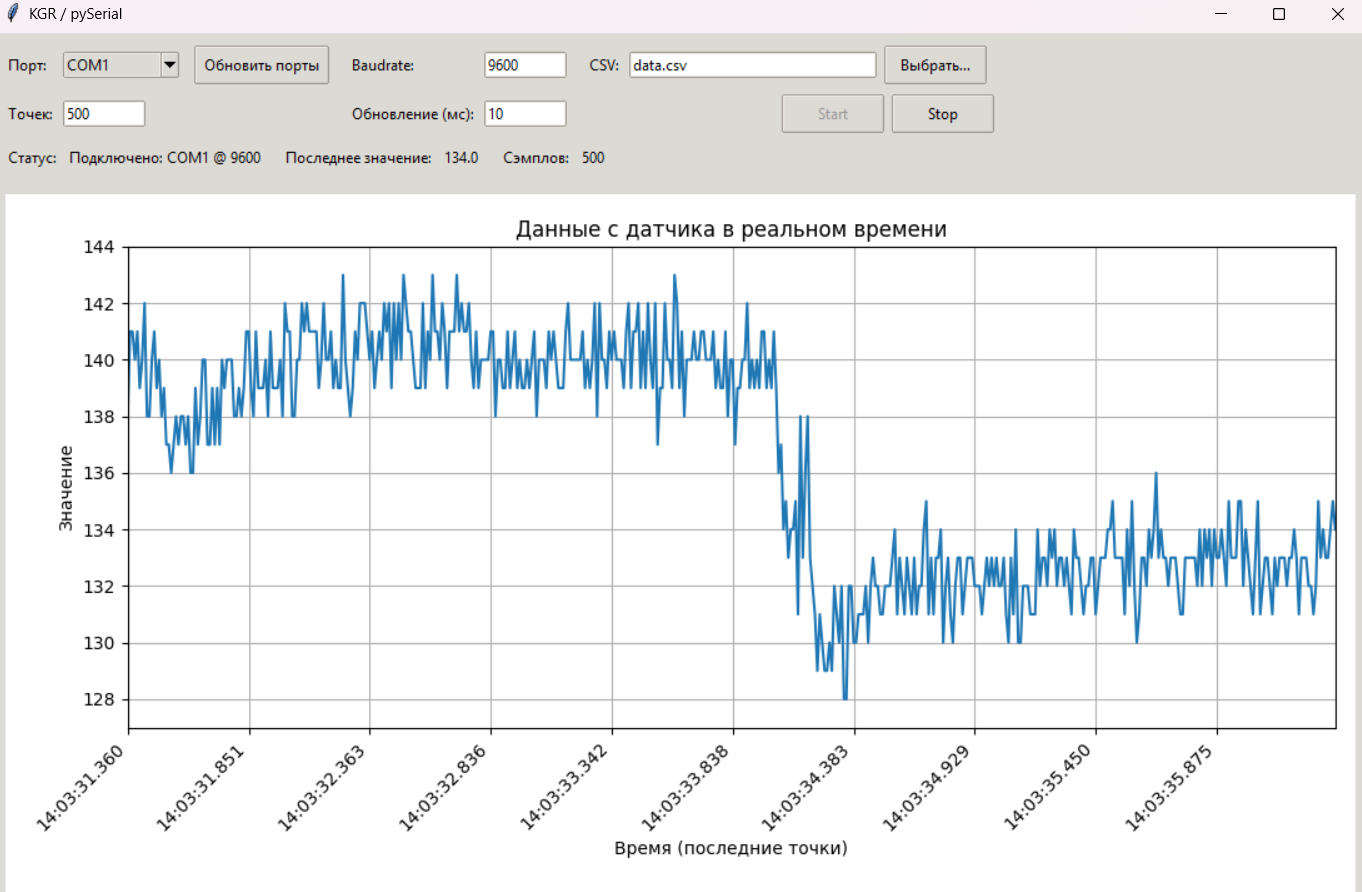 KGR / pySerial
Порт: COM1 Обновить порты Baudrate: 9600 CSV: data.csv Выбрать...
Точек: 500 Обновление (мс): 10 Start Stop
Статус: Подключено: COM1 @ 9600 Последнее значение: 134.0 Сэмплов: 500
Данные с датчика в реальном времени
144
142
140
138
136
134
132
130
128
Значение
14:03:31.360 14:03:31.851 14:03:32.363 14:03:32.836 14:03:33.342 14:03:33.838 14:03:34.383 14:03:34.929 14:03:35.450 14:03:35.875
Время (последние точки)